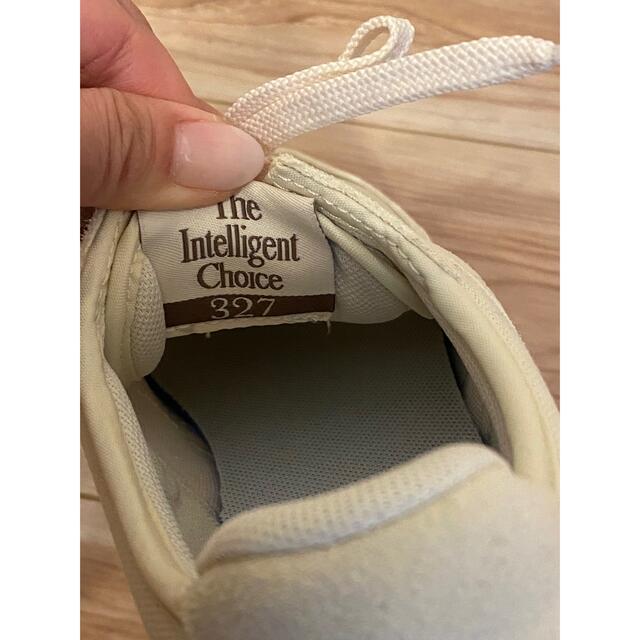 The
Intelligent
Choice
327